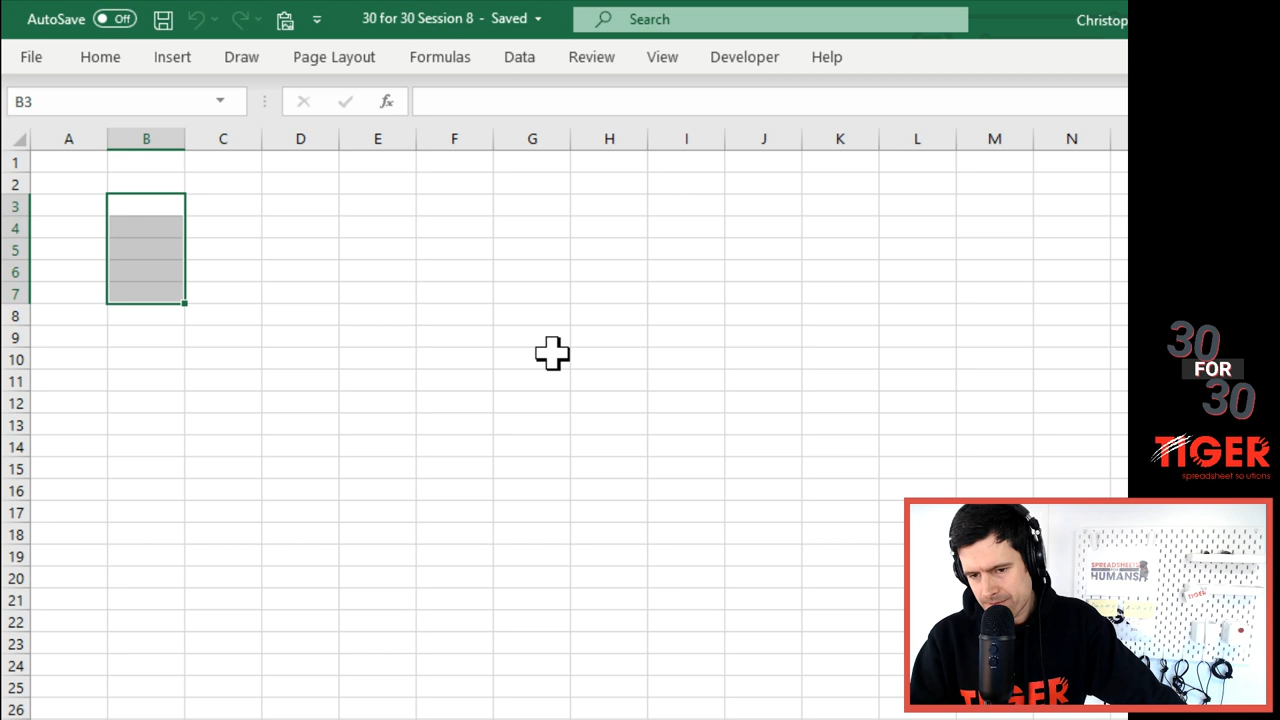 AutoSave Off 30 for 30 Session 8 - Saved Search Christop
File Home Insert Draw Page Layout Formulas Data Review View Developer Help
B3 fx
A B C D E F G H I J K L M N
1
2
3
4
5
6
7
8
9
10
11
12
13
14
15
16
17
18
19
20
21
22
23
24
25
26
30
FOR
30
TIGER
spreadsheet solutions
SPREADSHEETS
HUMANS
TIGER
TIGER